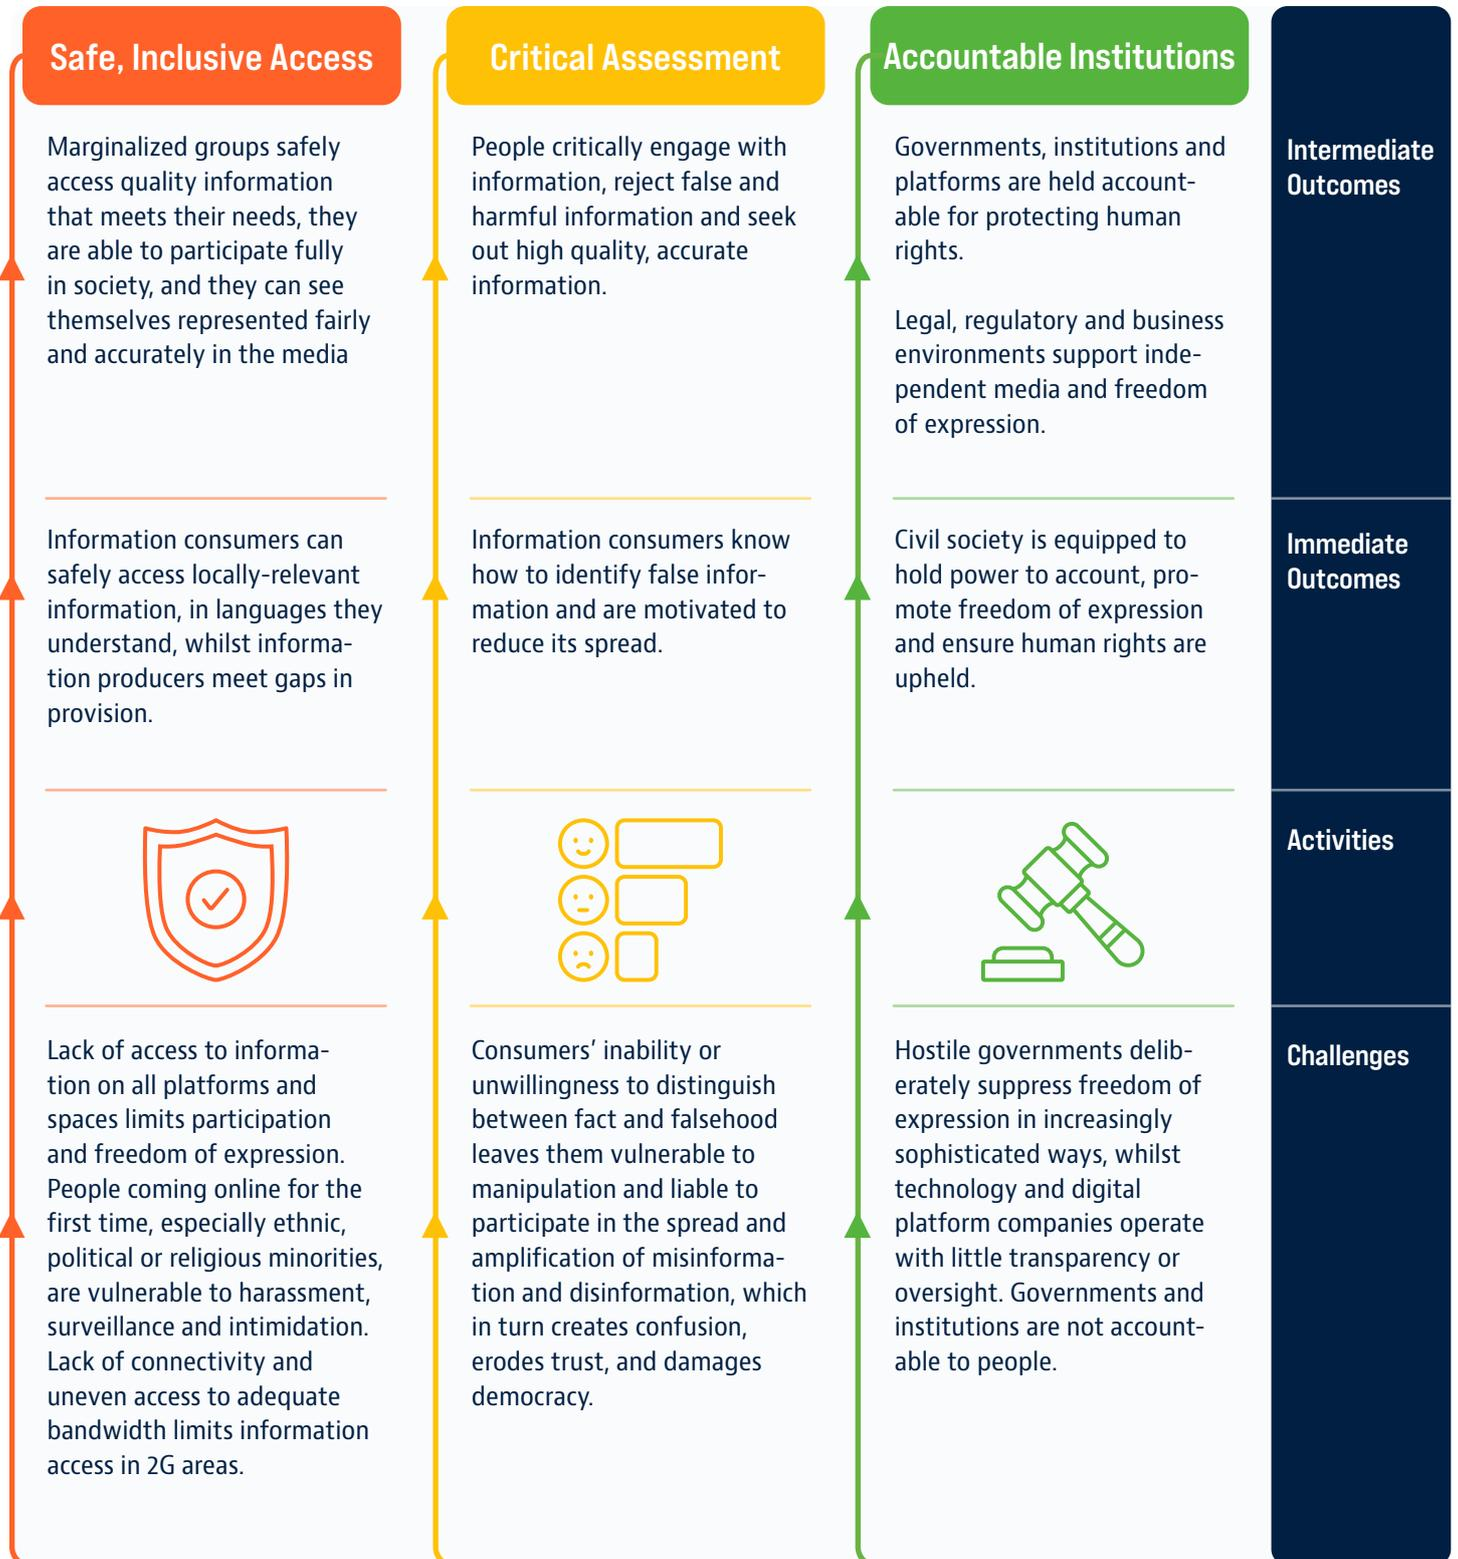 Safe, Inclusive Access
Critical Assessment
Accountable Institutions
Marginalized groups safely
access quality information
that meets their needs, they
are able to participate fully
in society, and they can see
themselves represented fairly
and accurately in the media
People critically engage with
information, reject false and
harmful information and seek
out high quality, accurate
information.
Governments, institutions and
platforms are held account-
able for protecting human
rights.
Legal, regulatory and business
environments support inde-
pendent media and freedom
of expression.
Intermediate
Outcomes
Information consumers can
safely access locally-relevant
information, in languages they
understand, whilst informa-
tion producers meet gaps in
provision.
Information consumers know
how to identify false infor-
mation and are motivated to
reduce its spread.
Civil society is equipped to
hold power to account, pro-
mote freedom of expression
and ensure human rights are
upheld.
Immediate
Outcomes
Activities
Lack of access to informa-
tion on all platforms and
spaces limits participation
and freedom of expression.
People coming online for the
first time, especially ethnic,
political or religious minorities,
are vulnerable to harassment,
surveillance and intimidation.
Lack of connectivity and
uneven access to adequate
bandwidth limits information
access in 2G areas.
Consumers’ inability or
unwillingness to distinguish
between fact and falsehood
leaves them vulnerable to
manipulation and liable to
participate in the spread and
amplification of misinforma-
tion and disinformation, which
in turn creates confusion,
erodes trust, and damages
democracy.
Hostile governments delib-
erately suppress freedom of
expression in increasingly
sophisticated ways, whilst
technology and digital
platform companies operate
with little transparency or
oversight. Governments and
institutions are not account-
able to people.
Challenges